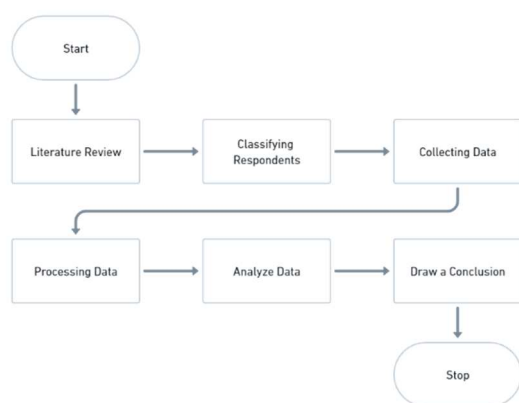 Start
Literature Review
Classifying
Respondents
Collecting Data
Processing Data
Analyze Data
Draw a Conclusion
Stop